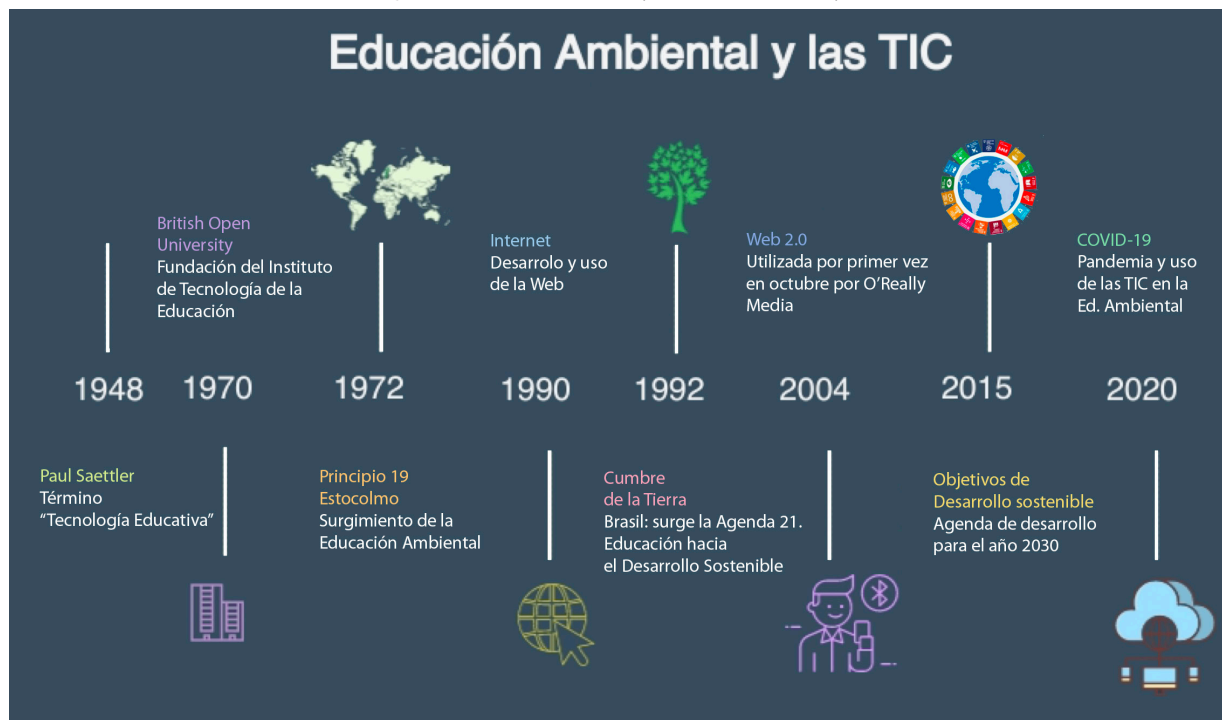 Educación Ambiental y las TIC
British Open
University
Fundación del Instituto
de Tecnología de la
Educación
Internet
Desarrolo y uso
de la Web
Web 2.0
Utilizada por primer vez
en octubre por O’Really
Media
COVID-19
Pandemia y uso
de las TIC en la
Ed. Ambiental
1948
1970
1972
1990
1992
2004
2015
2020
Paul Saettler
Término
“Tecnología Educativa”
Principio 19
Estocolmo
Surgimiento de la
Educación Ambiental
Cumbre
de la Tierra
Brasil: surge la Agenda 21.
Educación hacia
el Desarrollo Sostenible
Objetivos de
Desarrollo sostenible
Agenda de desarrollo
para el año 2030